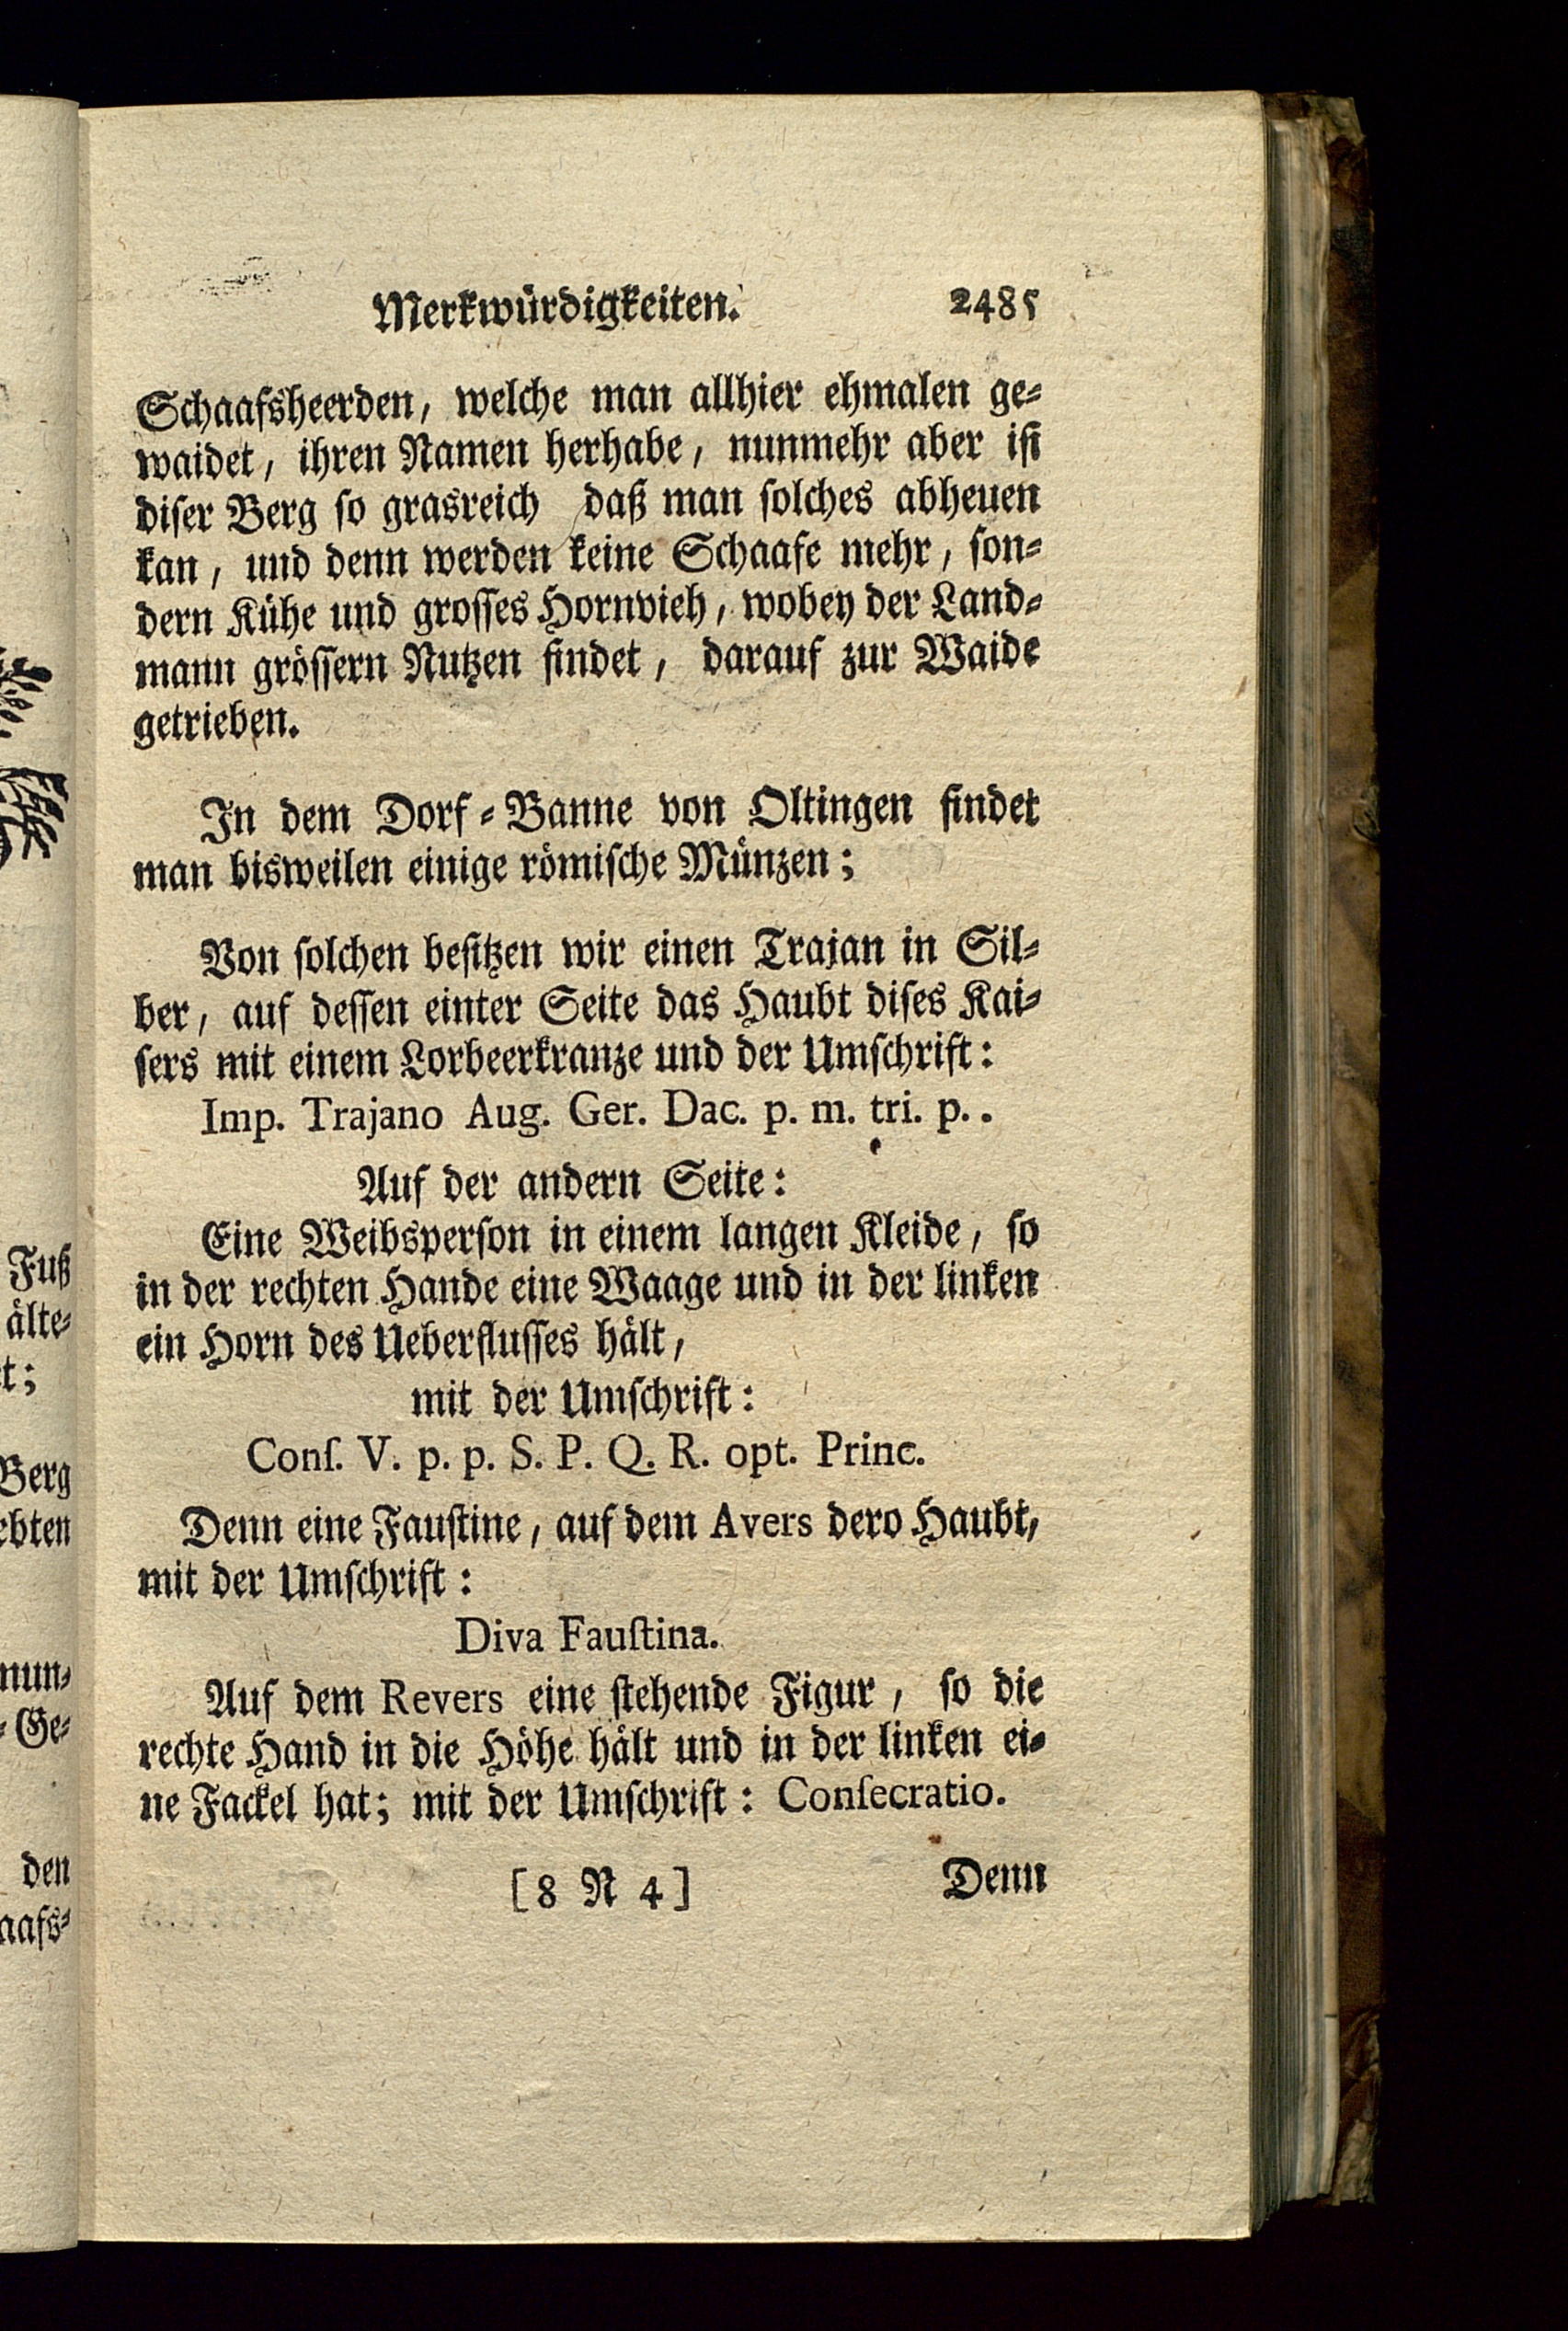 Merkwürdigkeiten. 2485
Schaafsheerden, welche man allhier ehmalen ge⸗
waidet, ihren Namen herhabe, nunmehr aber iſt
diſer Berg ſo grasreich daß man ſolches abheuen
kan, und denn werden keine Schaafe mehr, ſon⸗
dern Kühe und groſſes Hornvieh, wobey der Land⸗
mann gröſſern Nutzen findet, darauf zur Waide
getrieben.
In dem Dorf⸗Banne von Oltingen findet
man bisweilen einige römiſche Münzen;
Von ſolchen beſitzen wir einen Trajan in Sil⸗
ber, auf deſſen einter Seite das Haubt diſes Kai⸗
ſers mit einem Lorbeerkranze und der Umſchrift:
Imp. Trajano Aug. Ger. Dac. p. m. tri. p..
Auf der andern Seite:
Eine Weibsperſon in einem langen Kleide, ſo
in der rechten Hande eine Waage und in der linken
ein Horn des Ueberfluſſes hält,
mit der Umſchrift:
Conſ. V. p. p. S. P. Q. R. opt. Princ.
Denn eine Fauſtine, auf dem Avers dero Haubt,
mit der Umſchrift:
Diva Fauſtina.
Auf dem Revers eine ſtehende Figur, ſo die
rechte Hand in die Höhe hält und in der linken ei⸗
ne Fackel hat; mit der Umſchrift: Conſecratio.
[8 N 4] Denn
Fuß
älte⸗
t;
Berg
ebten
nun⸗
⸗Ge⸗
den
aafs⸗